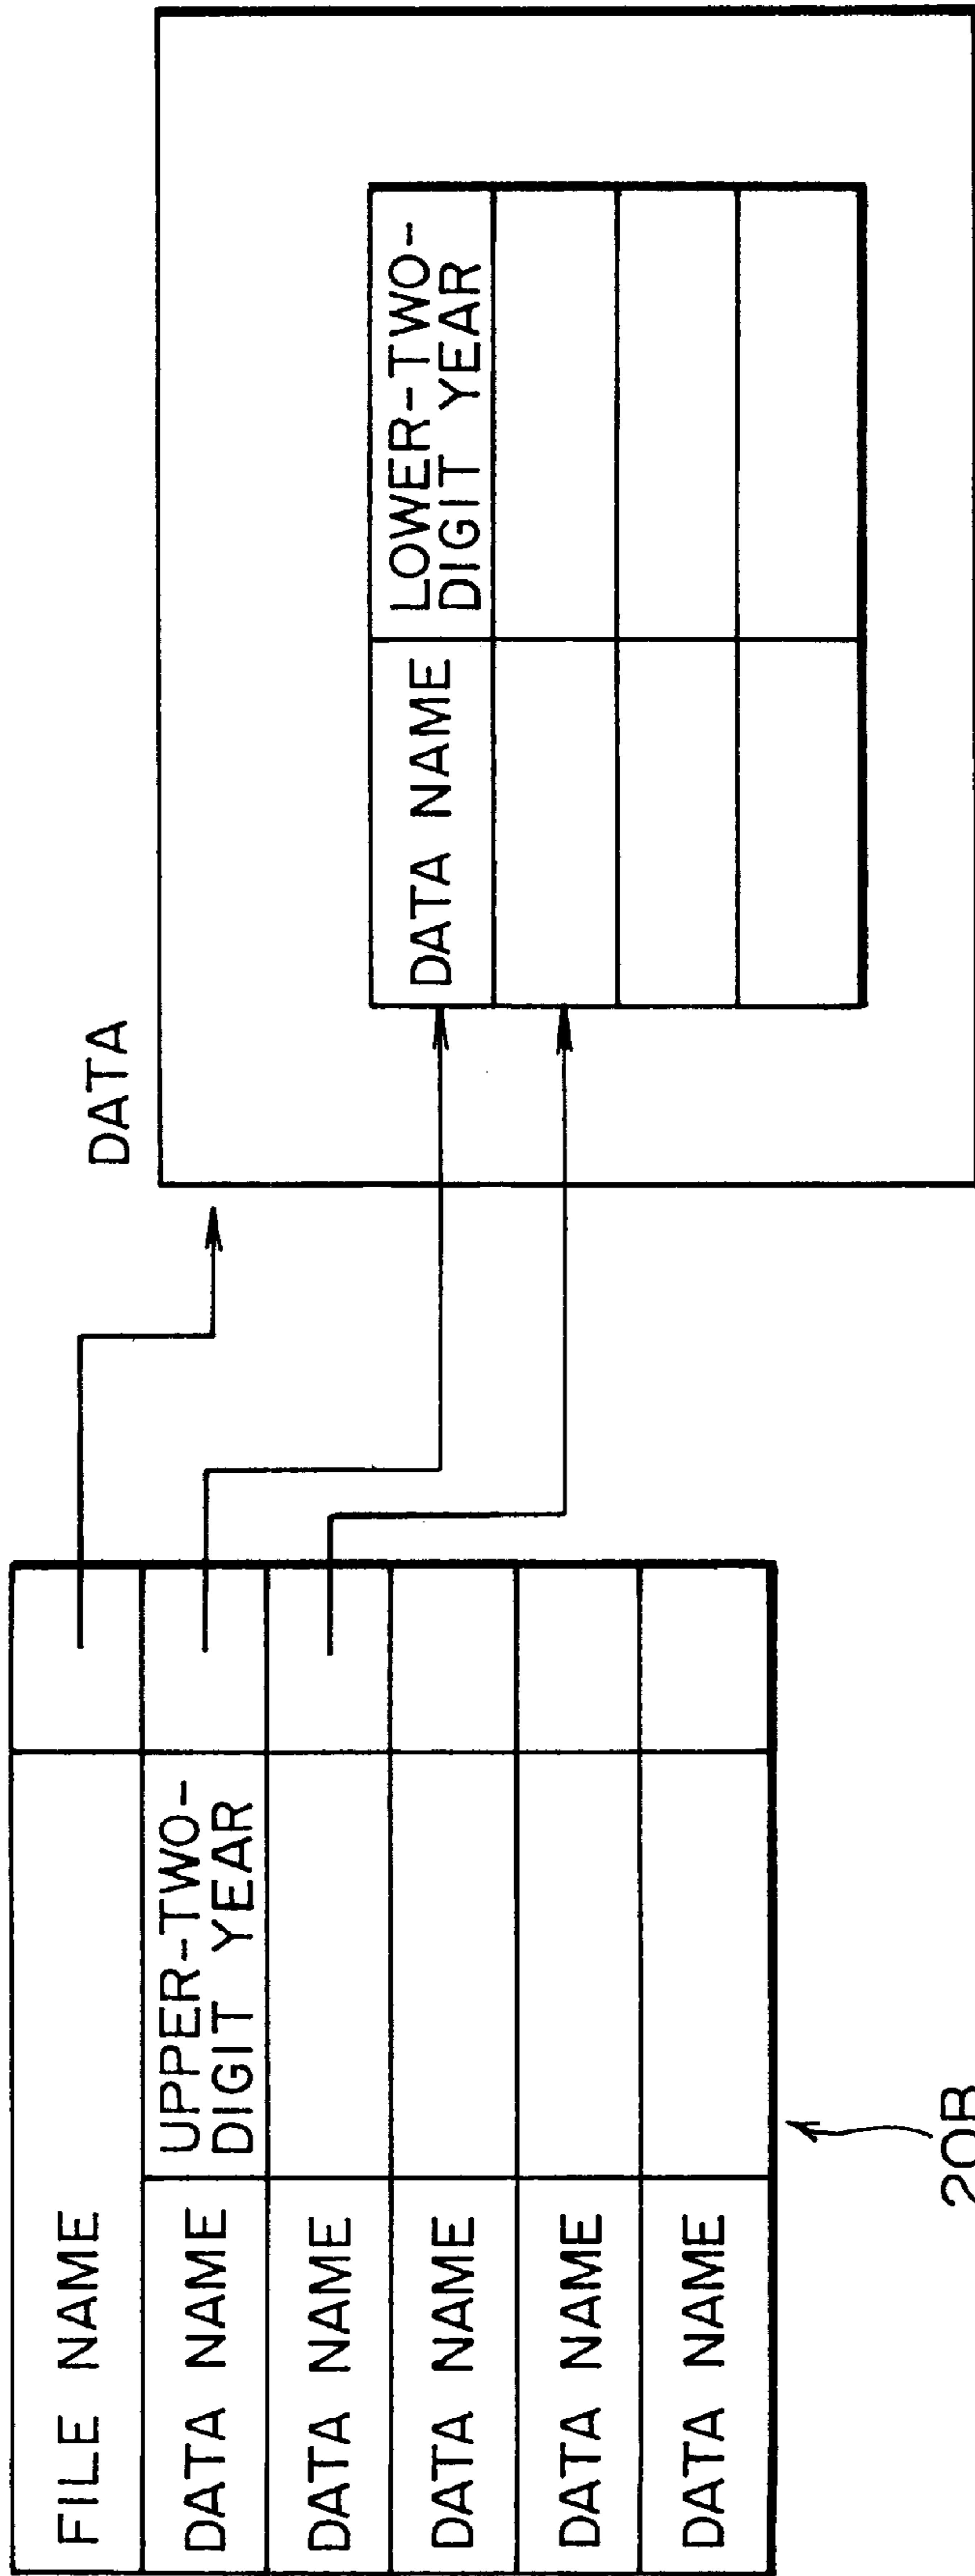 FILE NAME
DATA NAME
UPPER-TWO-
DIGIT YEAR
DATA NAME
DATA NAME
DATA NAME
DATA NAME
20B
DATA
DATA NAME
LOWER-TWO-
DIGIT YEAR